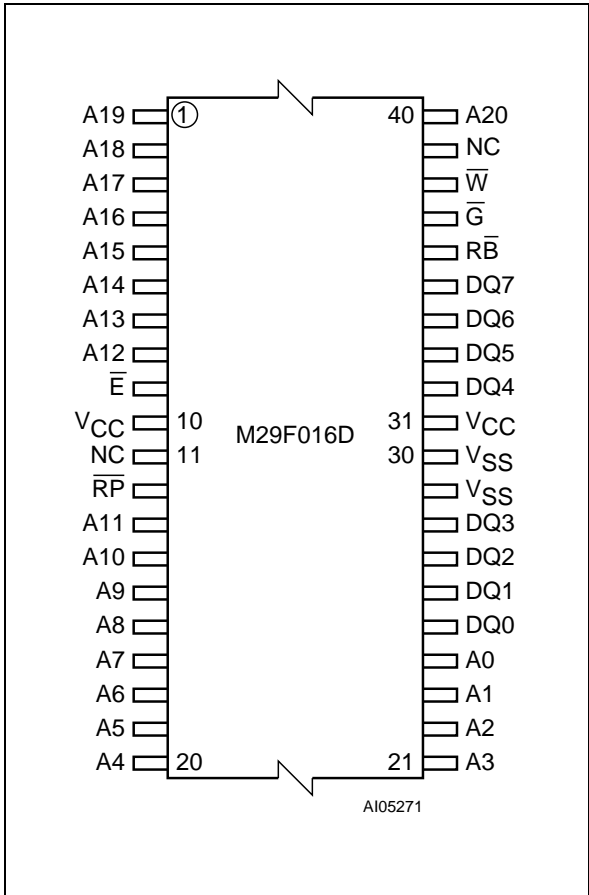 A19 1 40 A20
A18 NC
A17 W̅
A16 G̅
A15 RB̅
A14 DQ7
A13 DQ6
A12 DQ5
E̅ DQ4
VCC 10 31 VCC
M29F016D
NC 11 30 VSS
R̅P̅ VSS
A11 DQ3
A10 DQ2
A9 DQ1
A8 DQ0
A7 A0
A6 A1
A5 A2
A4 20 21 A3
AI05271